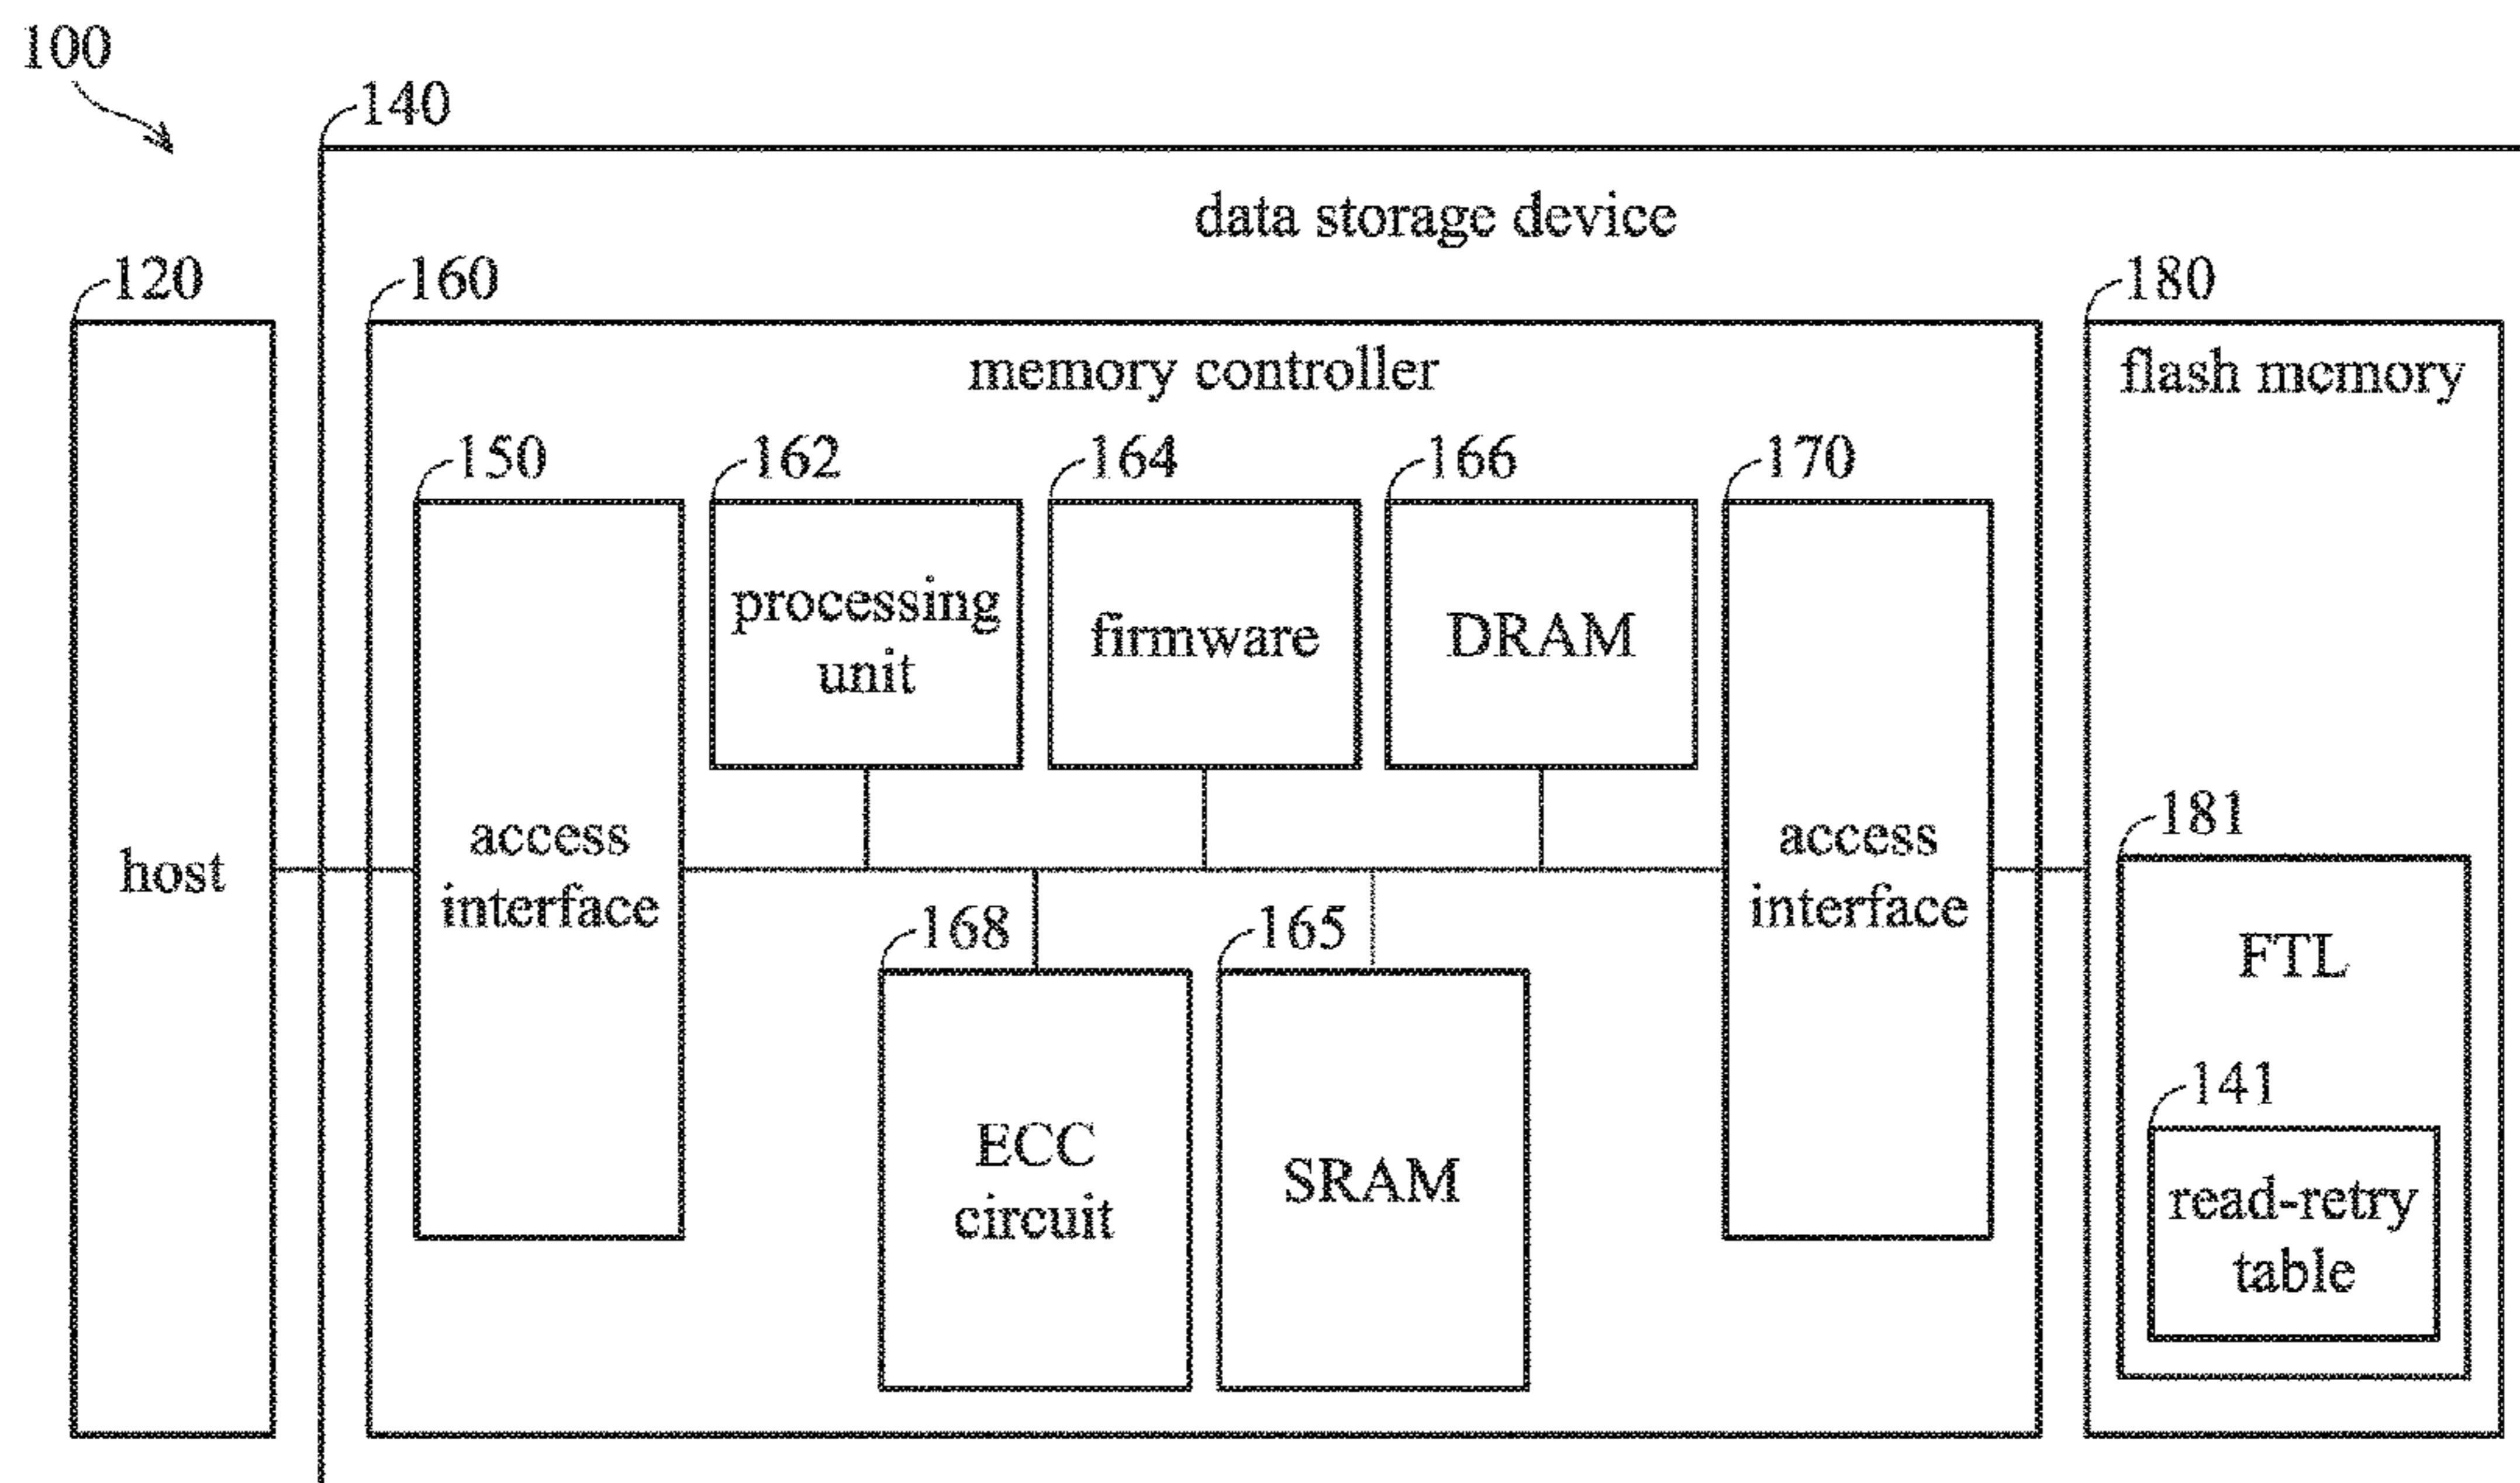 100
140
data storage device
120
160
180
memory controller
flash memory
150
162
164
166
170
processing
unit
firmware
DRAM
access
interface
access
interface
host
181
FTL
168
165
141
ECC
circuit
SRAM
read-retry
table